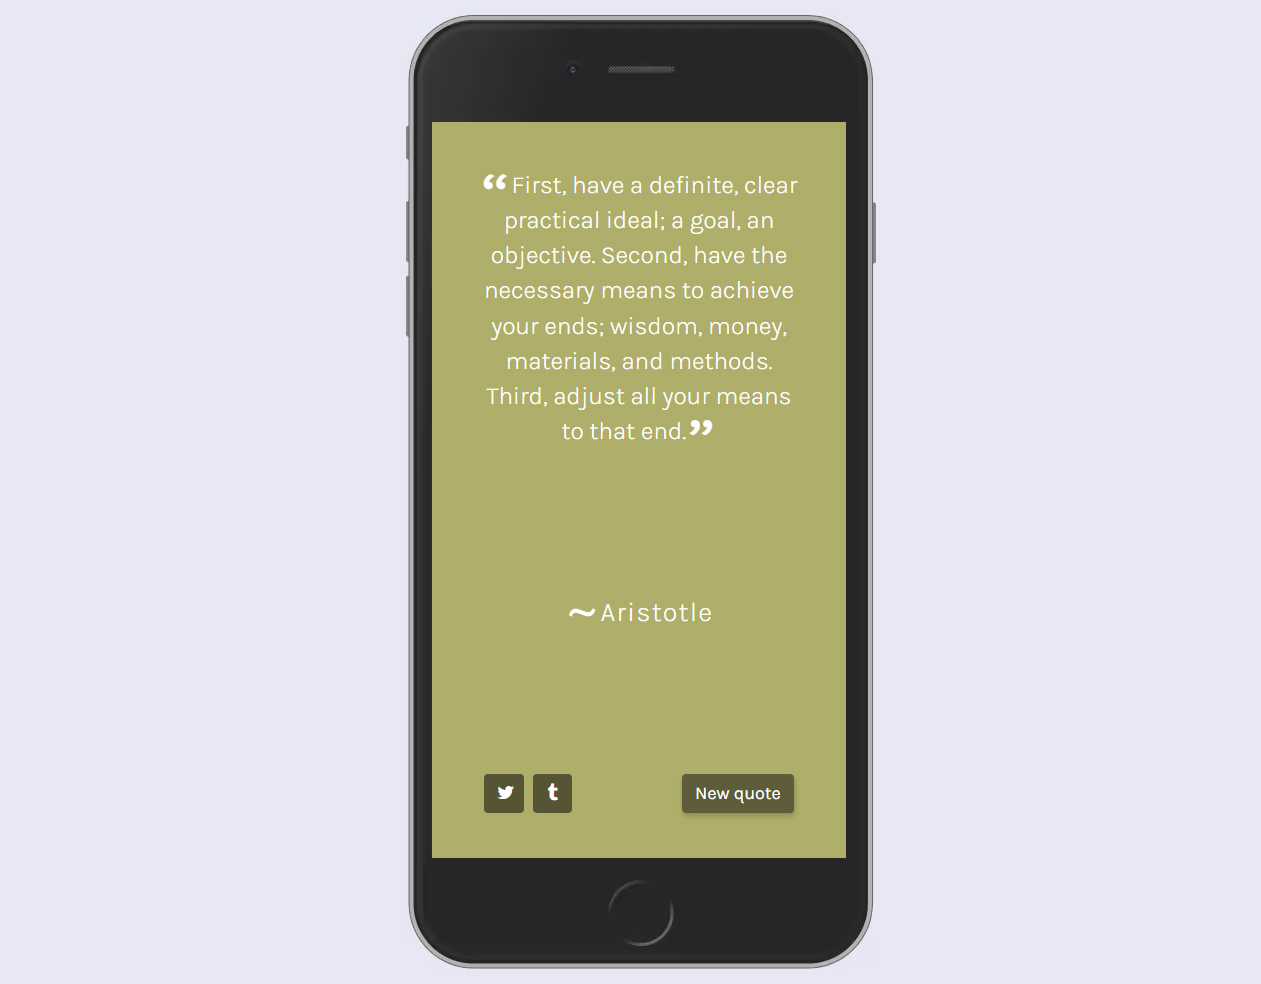 “ First, have a definite, clear
practical ideal; a goal, an
objective. Second, have the
necessary means to achieve
your ends; wisdom, money,
materials, and methods.
Third, adjust all your means
to that end.”
~ Aristotle
New quote